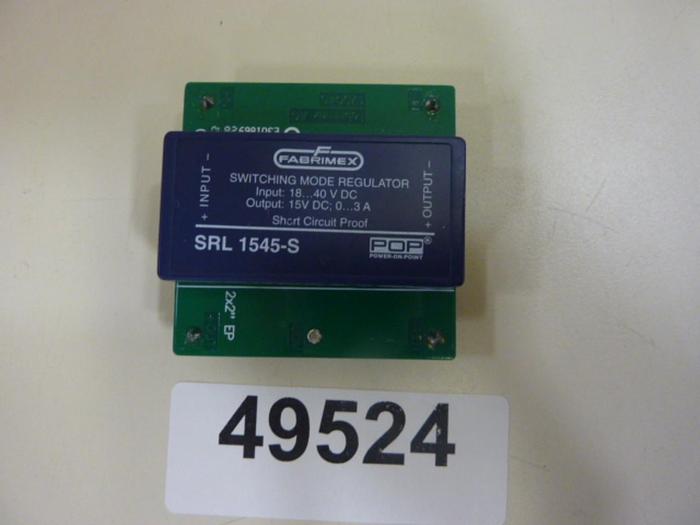 FABRIMEX
SWITCHING MODE REGULATOR
Input: 18...40 V DC
Output: 15V DC; 0...3 A
Short Circuit Proof
SRL 1545-S
POP®
POWER-ON-POINT
+ INPUT -
+ OUTPUT -
2x2" EP
49524